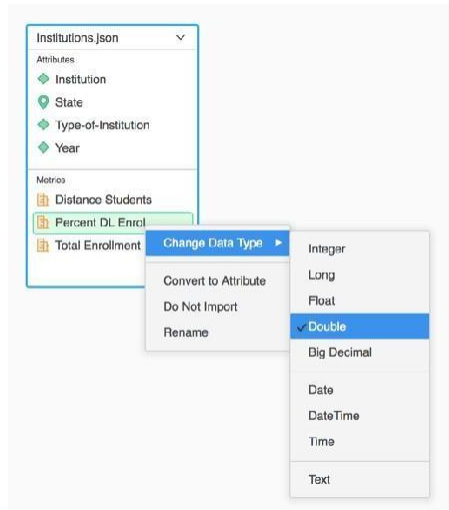 Institutions.json
Attributes
Institution
State
Type-of-Institution
Year
Metrics
Distance Students
Percent DL Enrol
Total Enrollment
Change Data Type
Convert to Attribute
Do Not Import
Rename
Integer
Long
Float
Double
Big Decimal
Date
DateTime
Time
Text